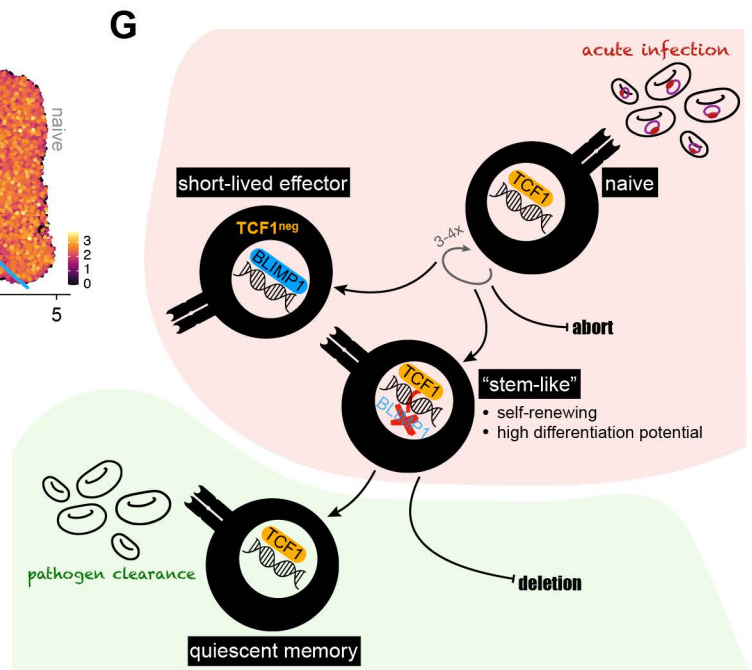 G
acute infection
naive
3
2
1
0
5
TCF1
naive
short-lived effector
TCF1neg
BLIMP1
3-4x
abort
TCF1
BLIMP1
“stem-like”
• self-renewing
• high differentiation potential
pathogen clearance
TCF1
deletion
quiescent memory